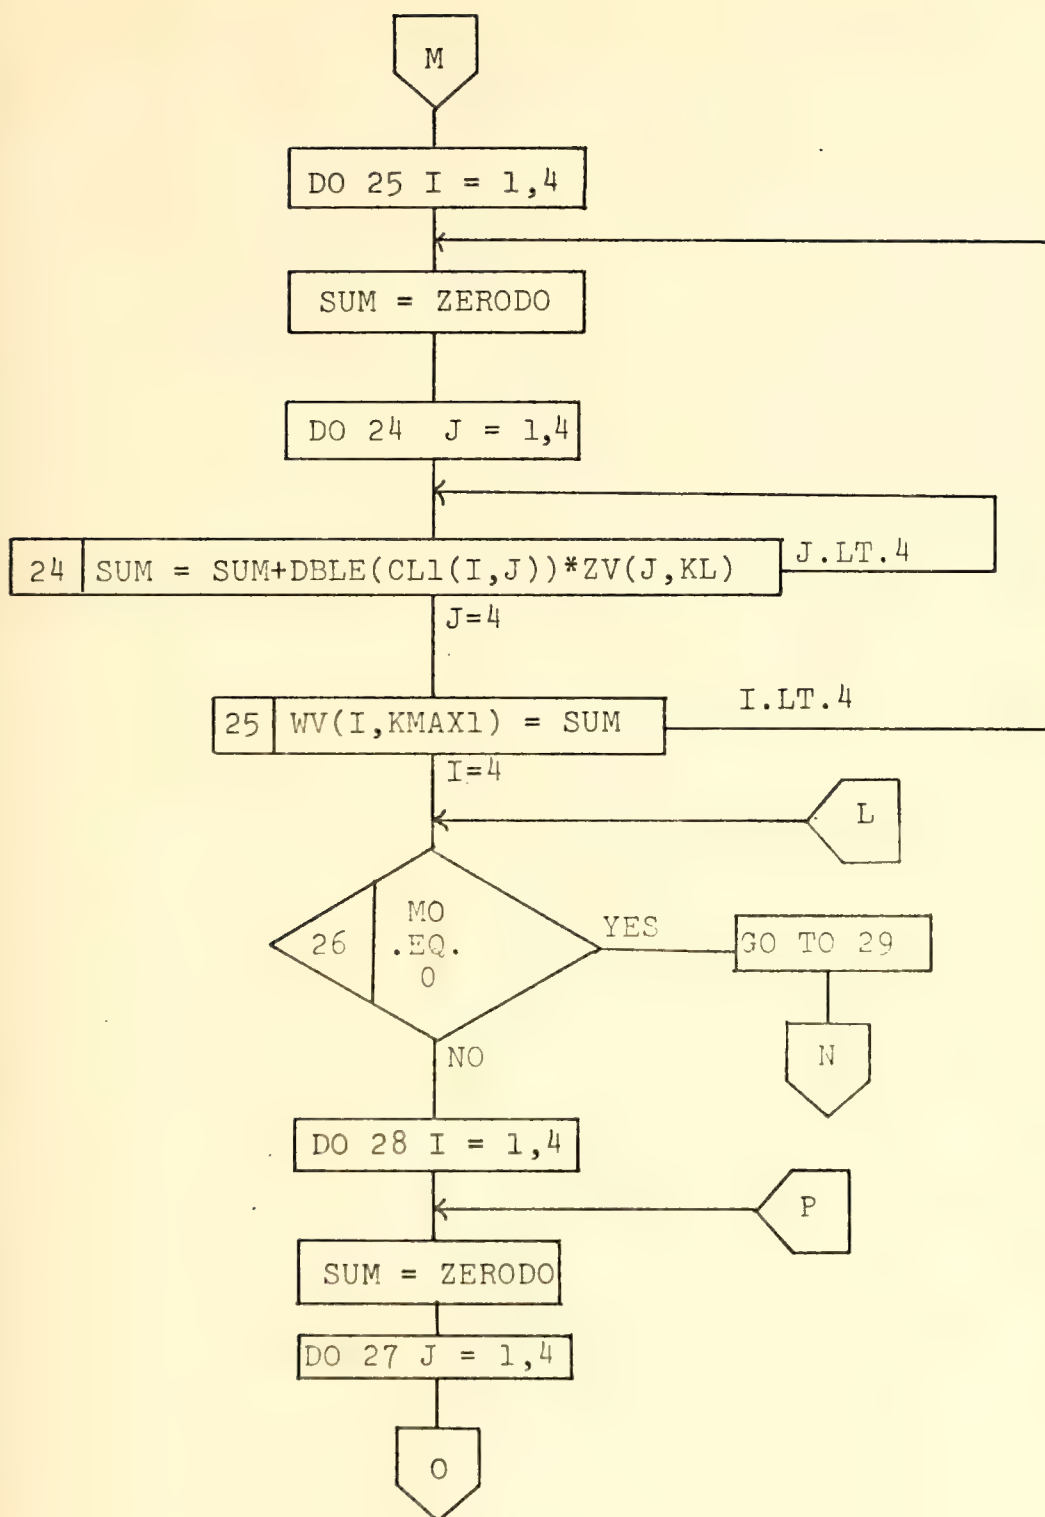 M
DO 25 I = 1,4
SUM = ZERODO
DO 24 J = 1,4
24 SUM = SUM+DBLE(CL1(I,J))*ZV(J,KL)
J.LT.4
J=4
25 WV(I,KMAX1) = SUM
I.LT.4
I=4
L
26
MO
.EQ.
0
YES
GO TO 29
N
NO
DO 28 I = 1,4
P
SUM = ZERODO
DO 27 J = 1,4
O